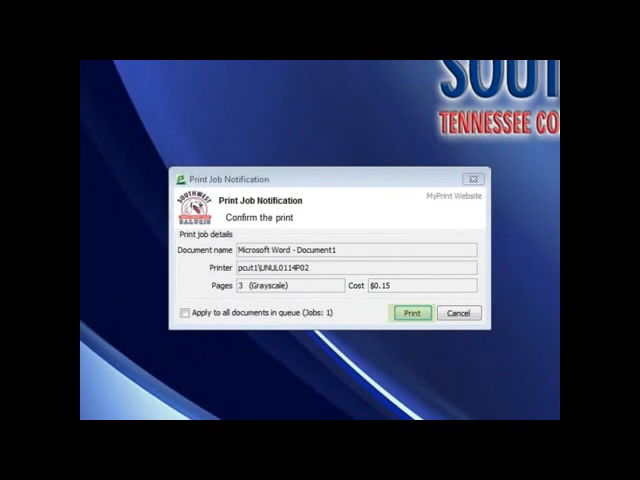 SOUT
TENNESSEE CO
Print Job Notification
MyPrint Website
SOUTHWEST
SALUQIS
Print Job Notification
Confirm the print
Print job details
Document name Microsoft Word - Document1
Printer pcut1\UNUL0114P02
Pages 3 (Grayscale) Cost $0.15
Apply to all documents in queue (Jobs: 1) Print Cancel